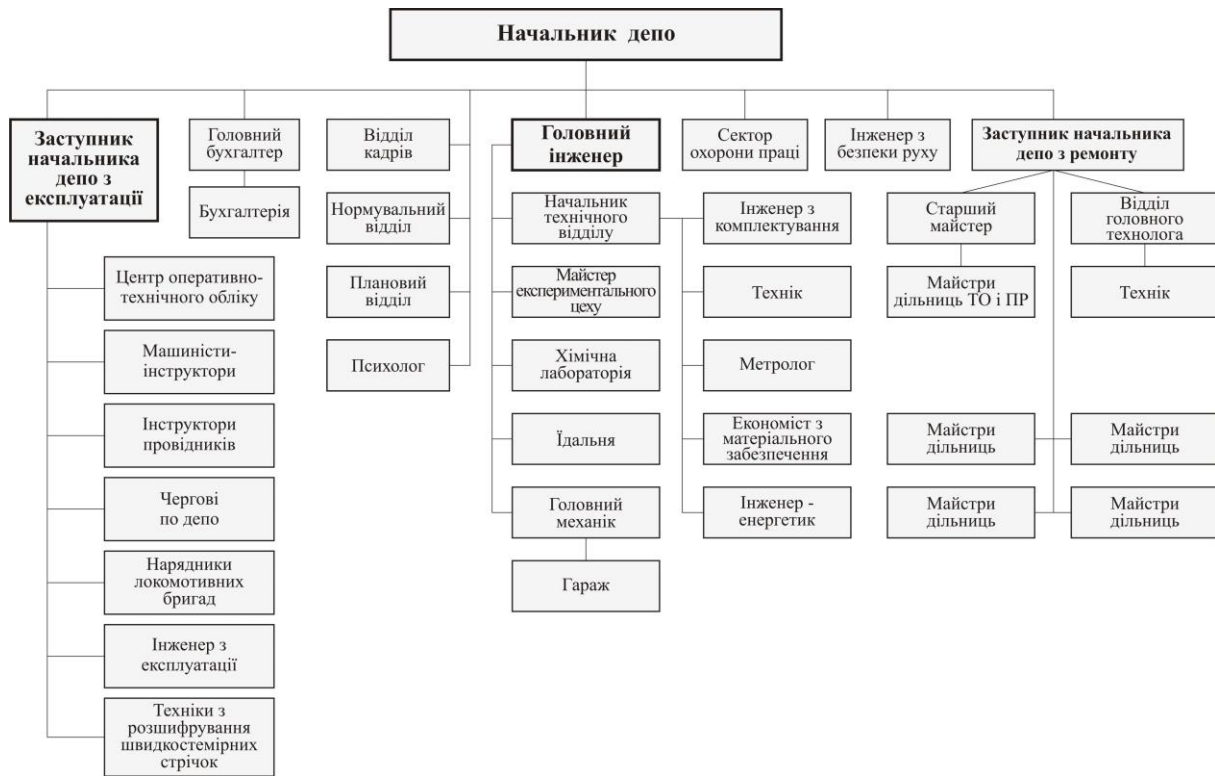 Начальник депо
Заступник
начальника
депо з
експлуатації
Головний
бухгалтер
Відділ
кадрів
Головний
інженер
Сектор
охорони праці
Інженер з
безпеки руху
Заступник начальника
депо з ремонту
Бухгалтерія
Нормувальний
відділ
Начальник
технічного
відділу
Інженер з
комплектування
Старший
майстер
Відділ
головного
технолога
Центр оперативно-
технічного обліку
Плановий
відділ
Майстер
експериментального
цеху
Технік
Майстри
дільниць ТО і ПР
Технік
Машиністи-
інструктори
Психолог
Хімічна
лабораторія
Метролог
Інструктори
провідників
Їдальня
Економіст з
матеріального
забезпечення
Майстри
дільниць
Майстри
дільниць
Чергові
по депо
Головний
механік
Інженер -
енергетик
Майстри
дільниць
Майстри
дільниць
Нарядники
локомотивних
бригад
Гараж
Інженер з
експлуатації
Техніки з
розшифрування
швидкостемірних
стрічок